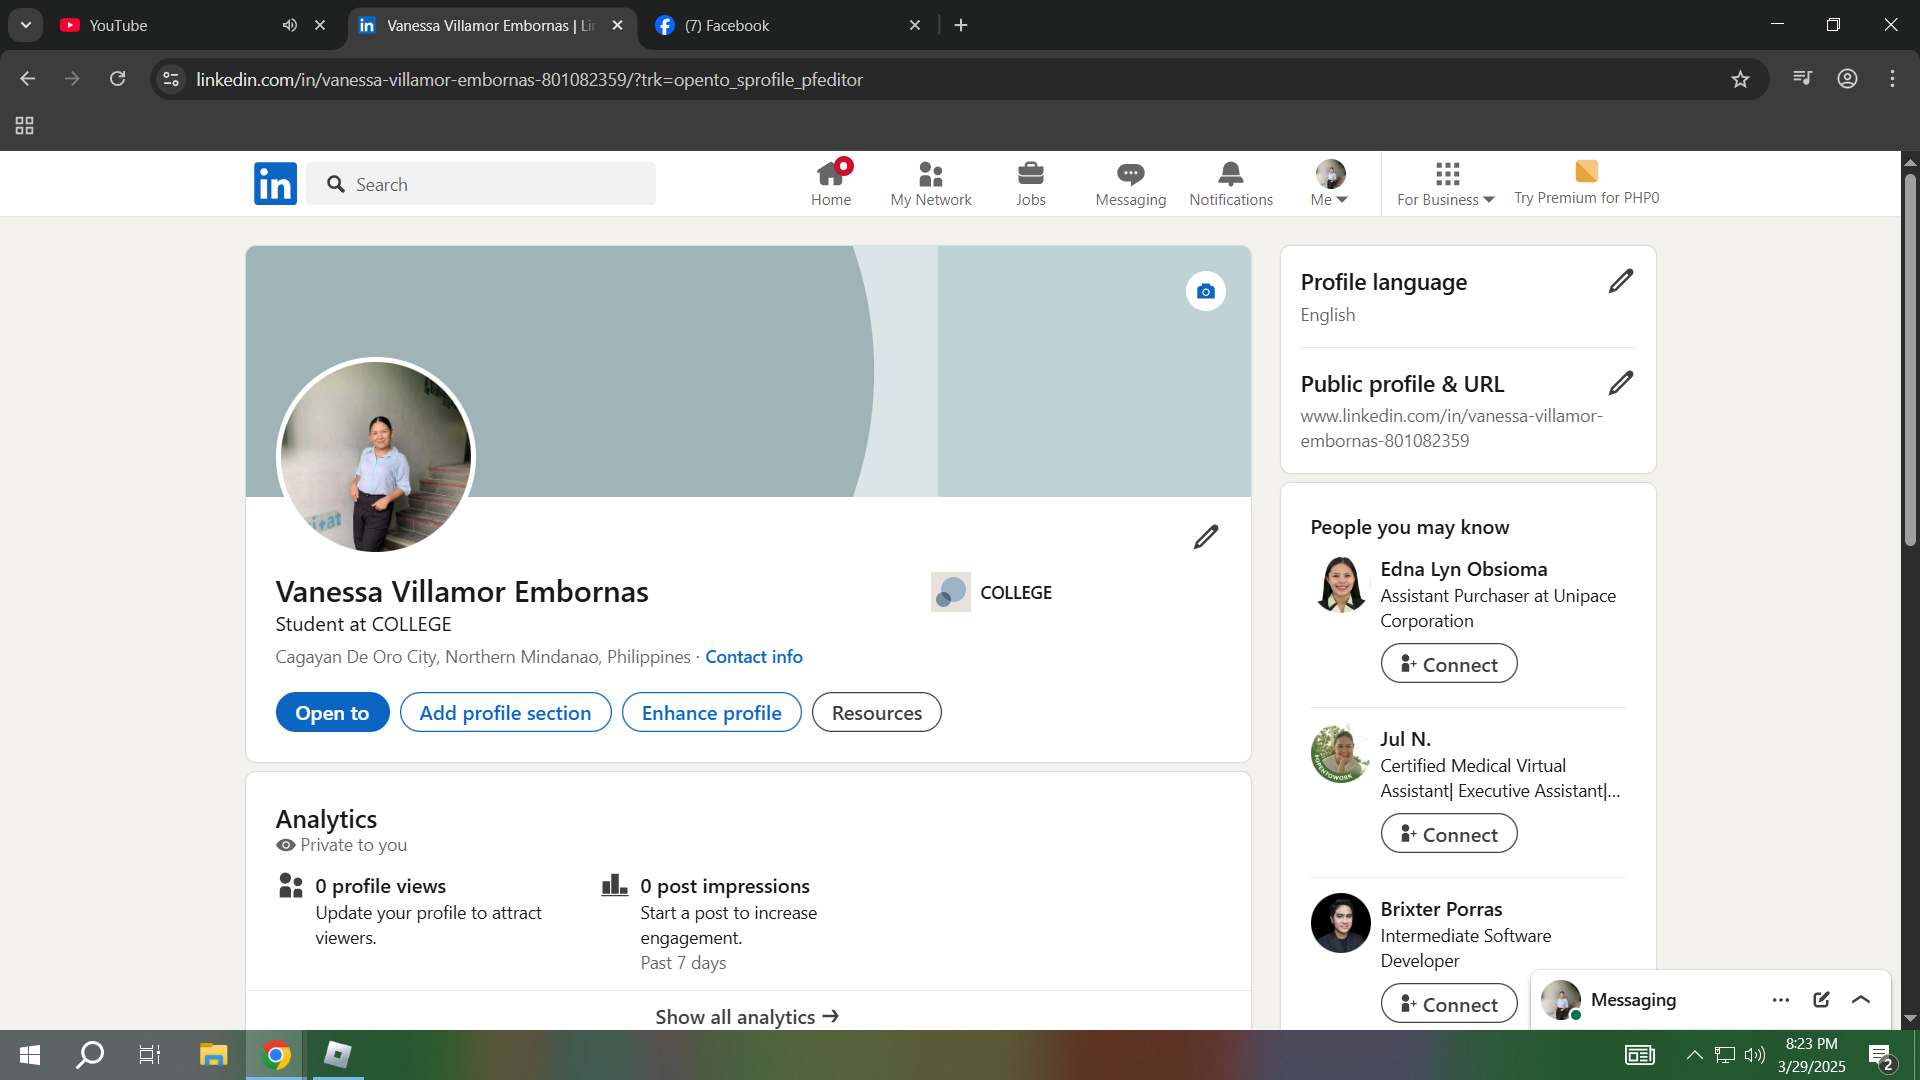 YouTube
in Vanessa Villamor Embornas | Lin
(7) Facebook
linkedin.com/in/vanessa-villamor-embornas-801082359/?trk=opento_sprofile_pfeditor
in
Search
Home
My Network
Jobs
Messaging
Notifications
Me
For Business
Try Premium for PHP0
Vanessa Villamor Embornas
COLLEGE
Student at COLLEGE
Cagayan De Oro City, Northern Mindanao, Philippines · Contact info
Open to
Add profile section
Enhance profile
Resources
Analytics
Private to you
0 profile views
Update your profile to attract
viewers.
0 post impressions
Start a post to increase
engagement.
Past 7 days
Show all analytics →
Profile language
English
Public profile & URL
www.linkedin.com/in/vanessa-villamor-
embornas-801082359
People you may know
Edna Lyn Obsioma
Assistant Purchaser at Unipace
Corporation
Connect
Jul N.
Certified Medical Virtual
Assistant| Executive Assistant|...
#OPENTOWORK
Connect
Brixter Porras
Intermediate Software
Developer
Connect
Messaging
8:23 PM
3/29/2025
2